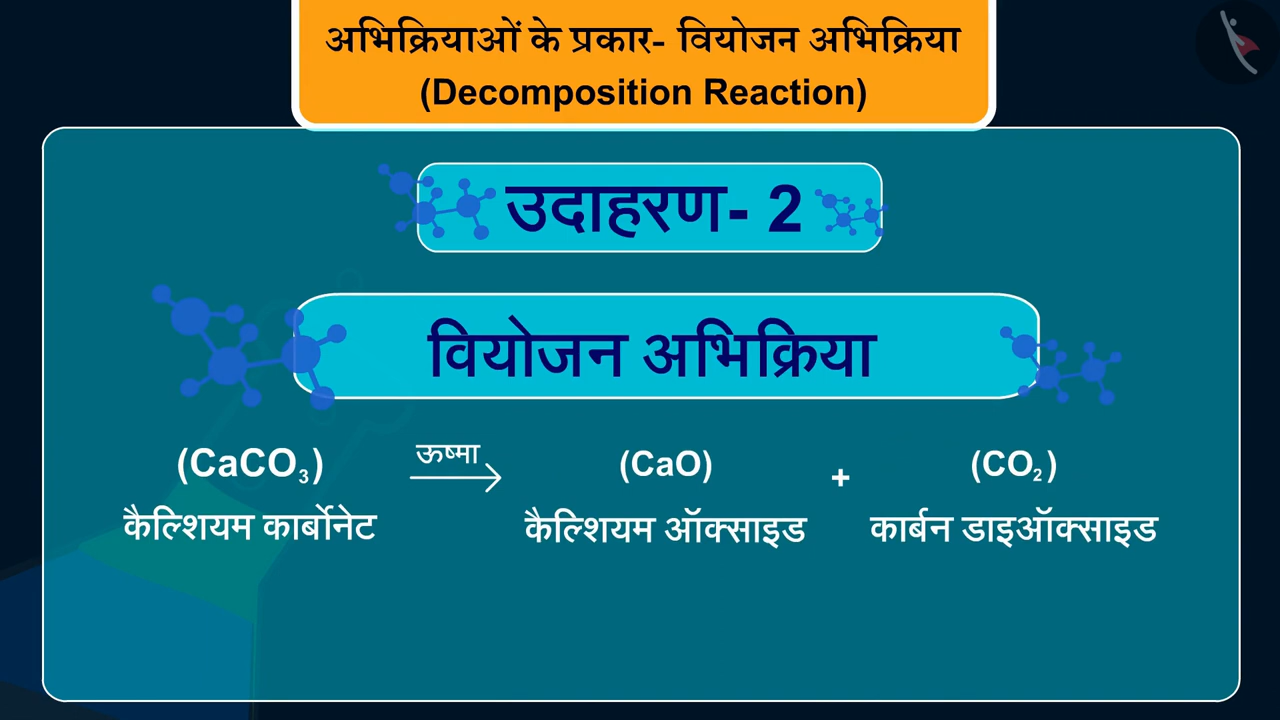 अभिक्रियाओं के प्रकार- वियोजन अभिक्रिया
(Decomposition Reaction)
उदाहरण- 2
वियोजन अभिक्रिया
(CaCO₃) ऊष्मा (CaO) + (CO₂)
कैल्शियम कार्बोनेट कैल्शियम ऑक्साइड कार्बन डाइऑक्साइड